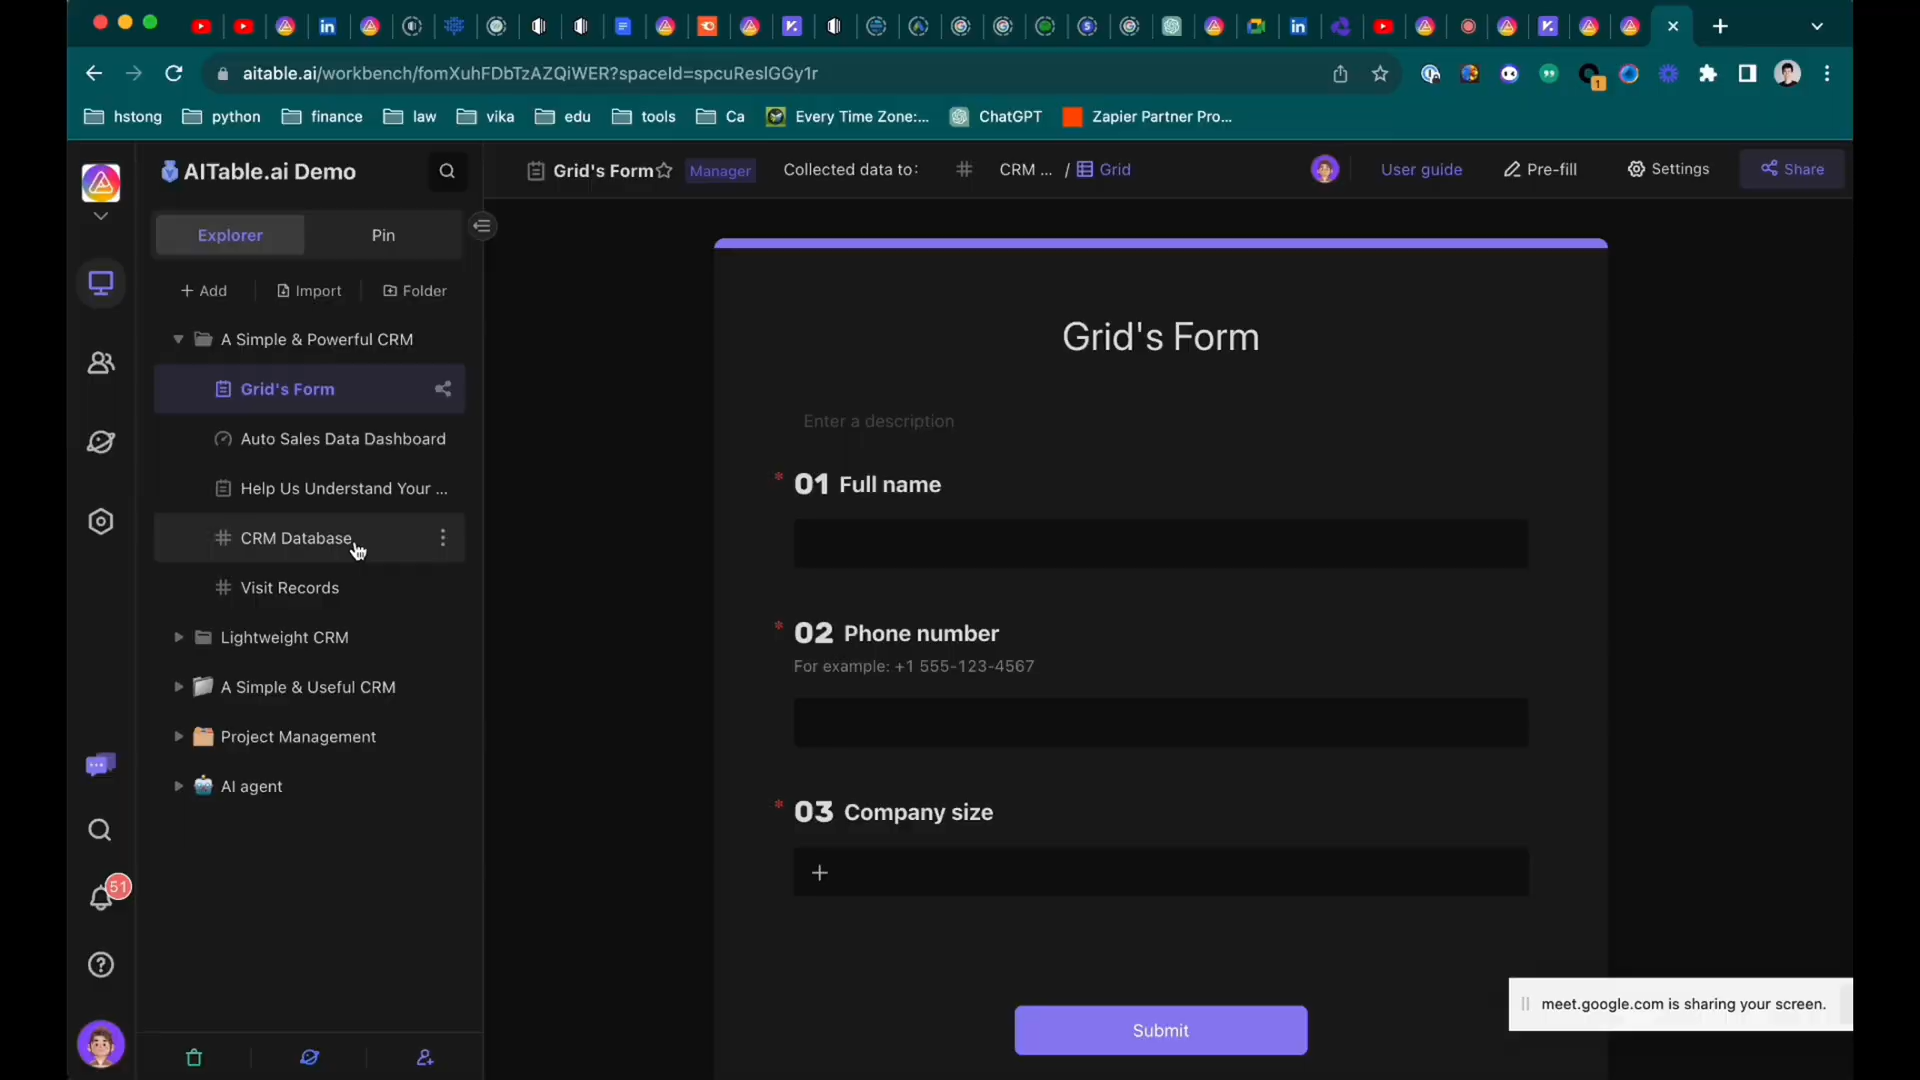 aitable.ai/workbench/fomXuhFDbTzAZQiWER?spaceId=spcuReslGGy1r
1
hstong
python
finance
law
vika
edu
tools
Ca
Every Time Zone:...
ChatGPT
Zapier Partner Pro...
AITable.ai Demo
Grid's Form
Manager
Collected data to:
CRM ... / Grid
User guide
Pre-fill
Settings
Share
Explorer
Pin
+ Add
Import
Folder
A Simple & Powerful CRM
Grid's Form
Auto Sales Data Dashboard
Help Us Understand Your ...
CRM Database
Visit Records
Lightweight CRM
A Simple & Useful CRM
Project Management
AI agent
51
Grid's Form
Enter a description
* 01 Full name
* 02 Phone number
For example: +1 555-123-4567
* 03 Company size
+
Submit
meet.google.com is sharing your screen.